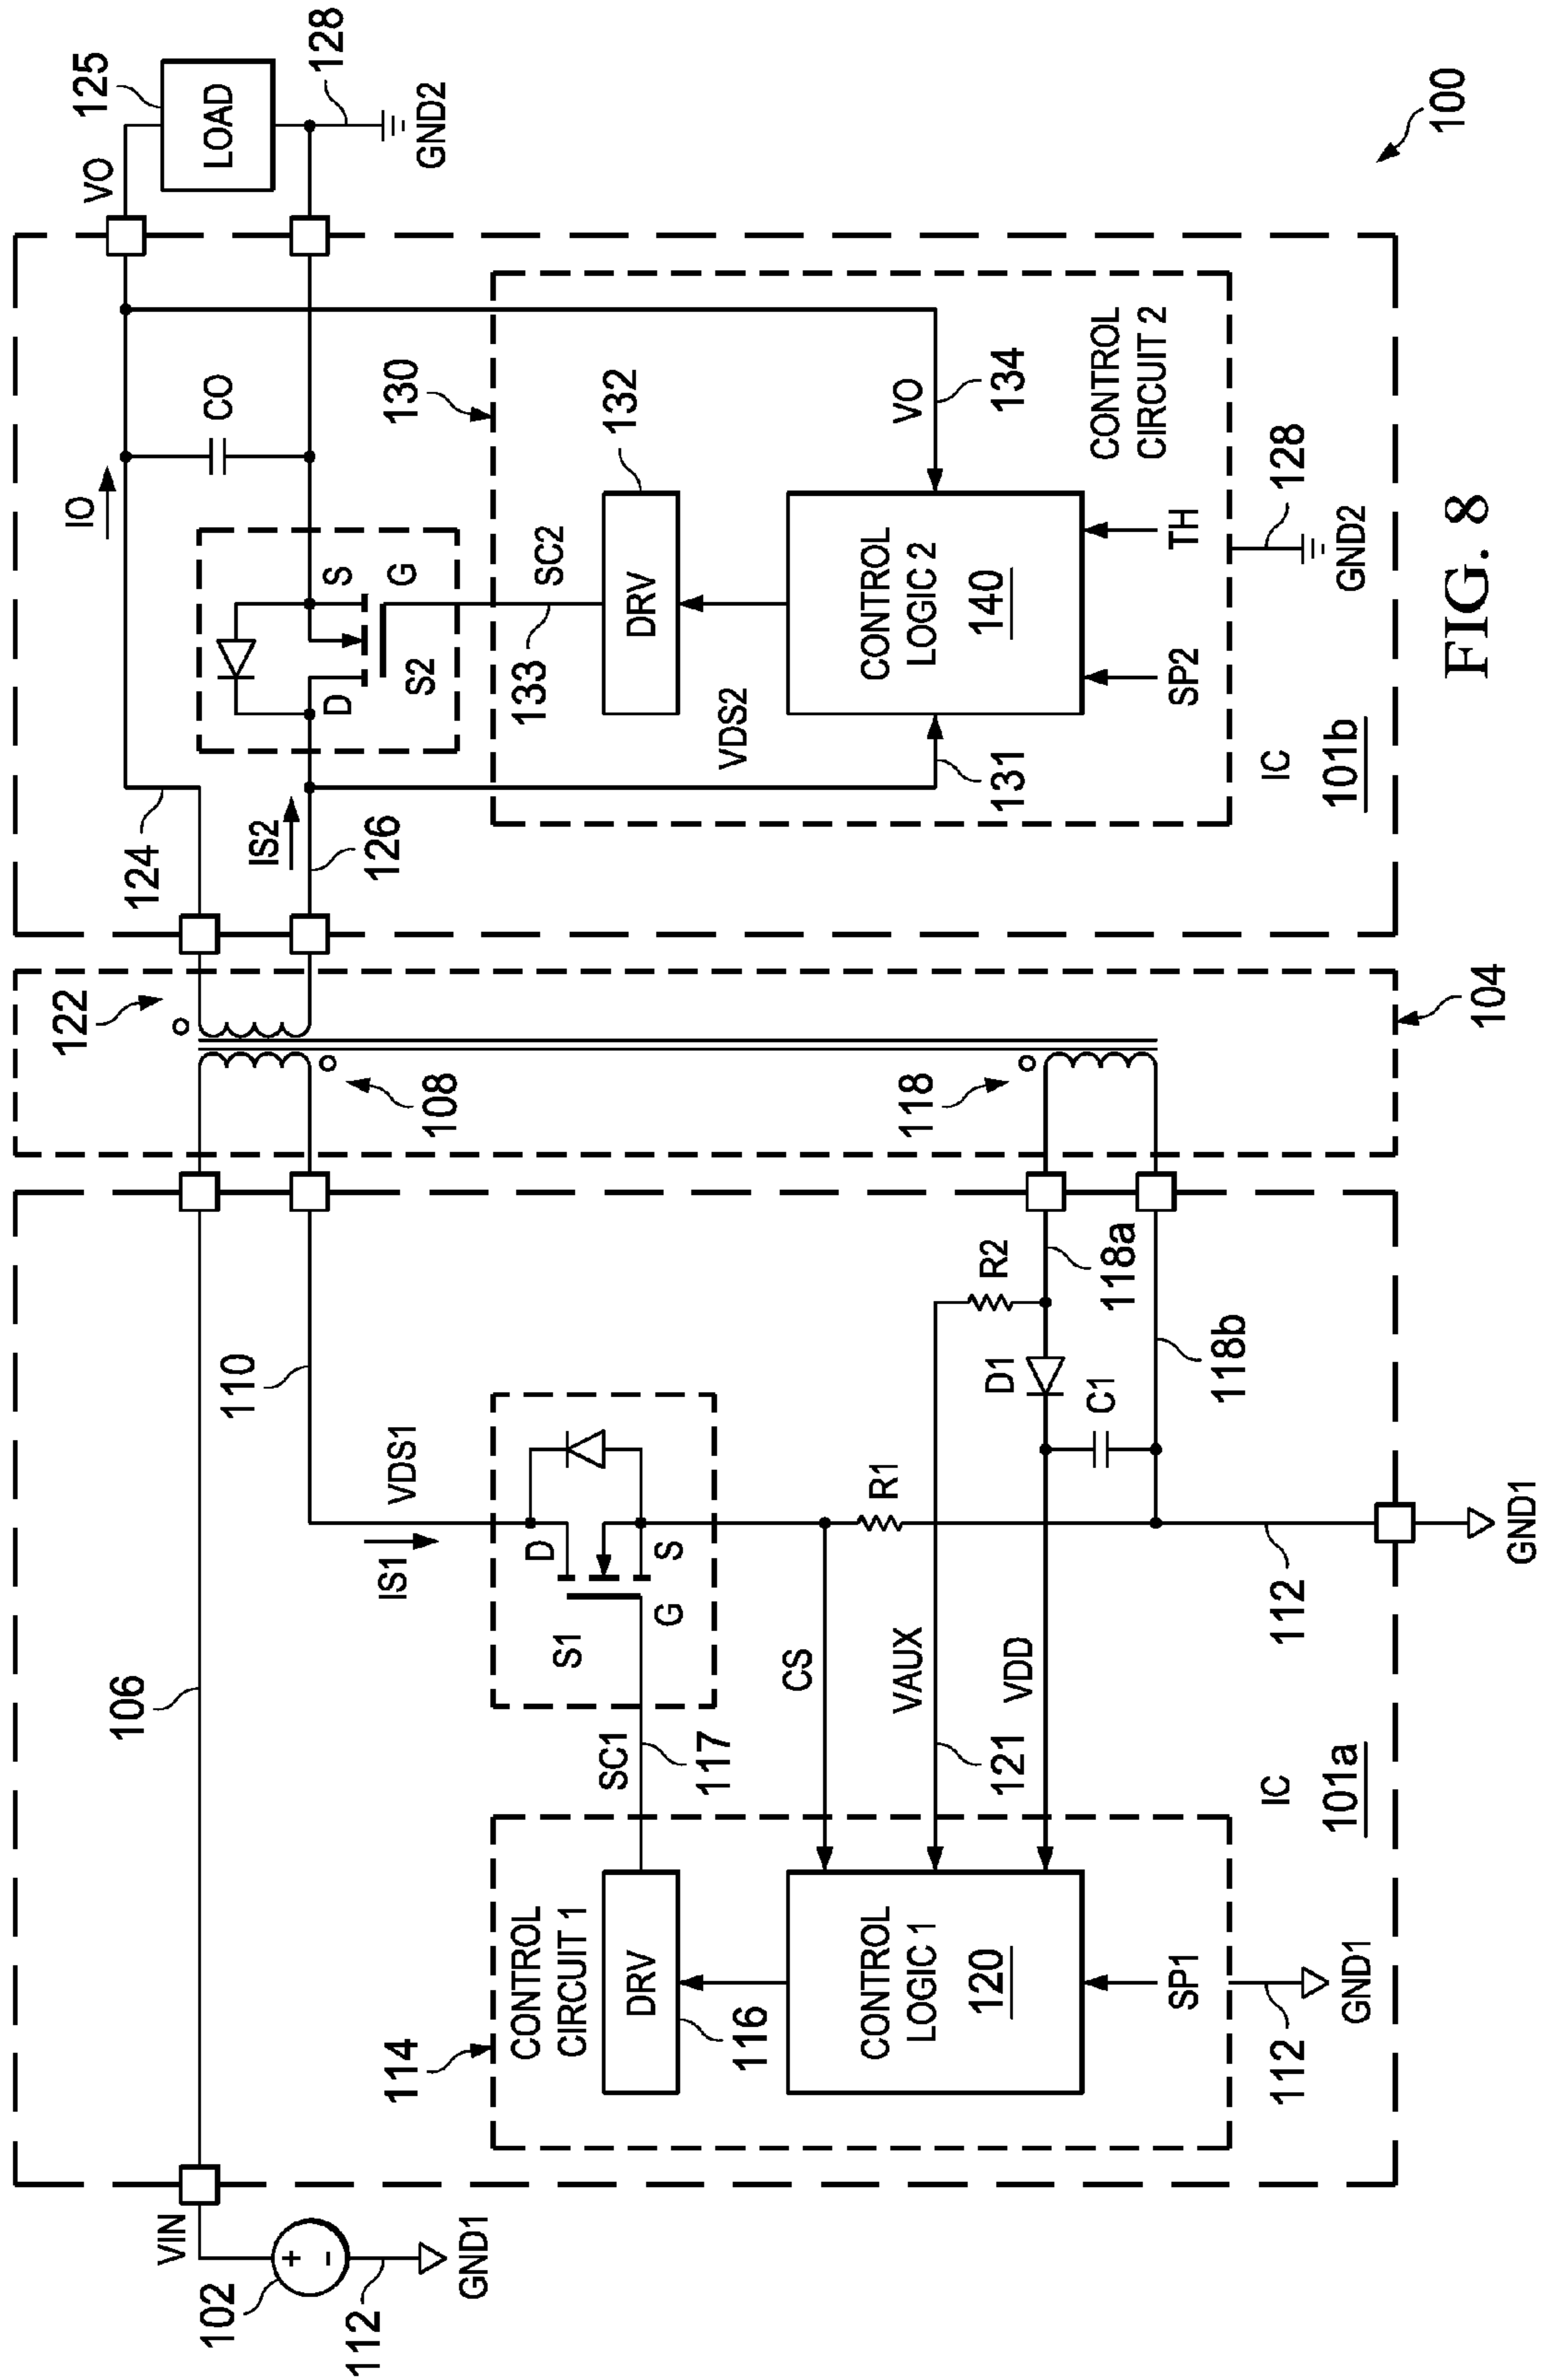 VIN
102
112
GND1
106
114
CONTROL
CIRCUIT 1
DRV
116
CONTROL
LOGIC 1
120
SP1
112
GND1
SC1
117
S1
G
D
S
IS1
VDS1
110
CS
R1
VAUX
121
VDD
R2
D1
C1
118a
118b
112
GND1
IC
101a
108
118
122
104
124
IS2
126
IO
CO
D
S
G
S2
SC2
133
130
DRV
132
VDS2
131
CONTROL
LOGIC 2
140
VO
134
SP2
TH
CONTROL
CIRCUIT 2
128
GND2
IC
101b
VO
125
LOAD
128
GND2
100
FIG. 8